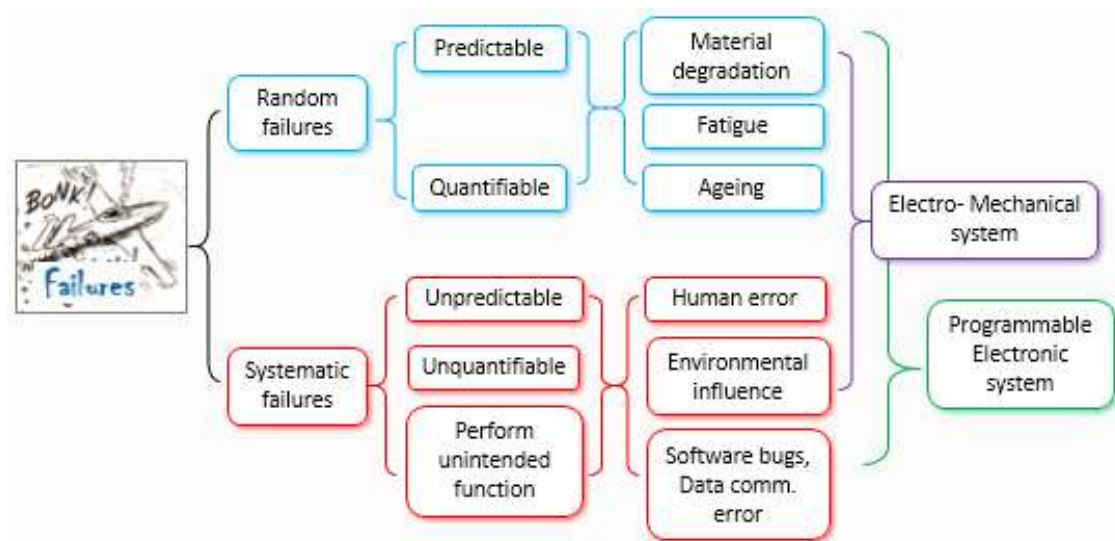 BONK!
Failures
Random
failures
Systematic
failures
Predictable
Quantifiable
Unpredictable
Unquantifiable
Perform
unintended
function
Material
degradation
Fatigue
Ageing
Human error
Environmental
influence
Software bugs,
Data comm.
error
Electro- Mechanical
system
Programmable
Electronic
system